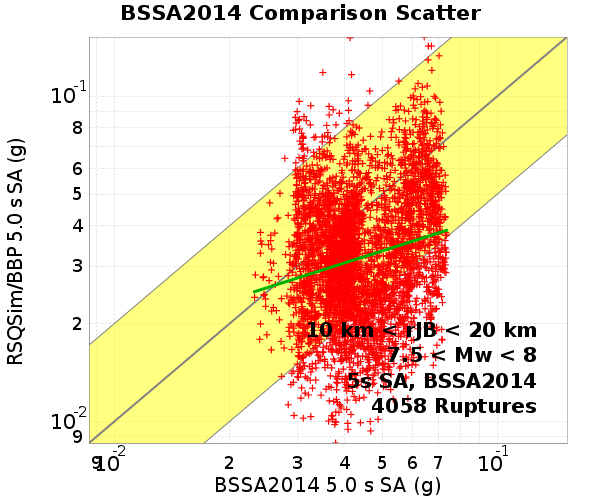 BSSA2014 Comparison Scatter
RSQSim/BBP 5.0 s SA (g)
10⁻¹
8
6
5
4
3
2
10⁻²
9
10 km < rJB < 20 km
7.5 < Mw < 8
5s SA, BSSA2014
4058 Ruptures
9 10⁻² 2 3 4 5 6 7 10⁻¹
BSSA2014 5.0 s SA (g)